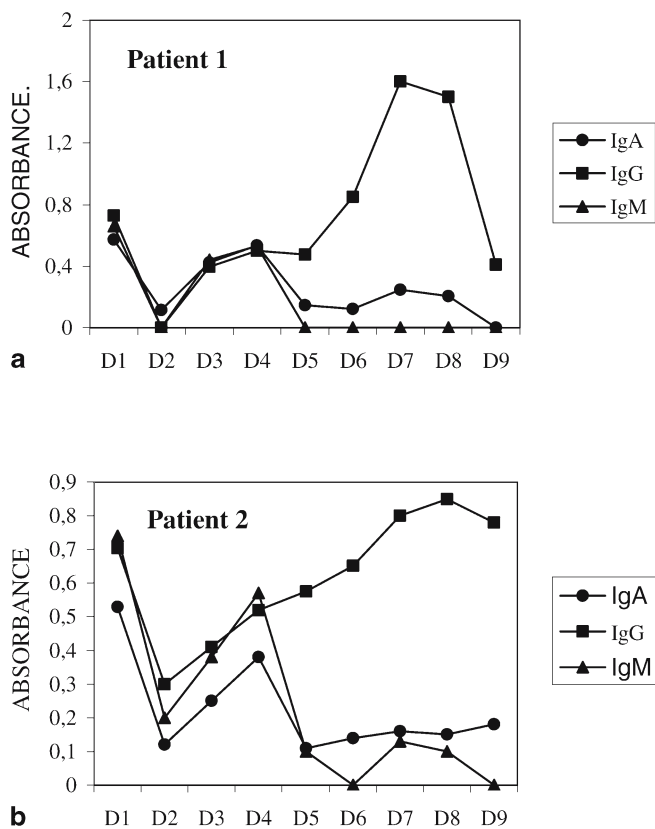 2
Patient 1
1,6
1,2
0,8
0,4
0
ABSORBANCE.
IgA
IgG
IgM
a
D1 D2 D3 D4 D5 D6 D7 D8 D9
0,9
0,8
Patient 2
0,7
0,6
0,5
0,4
0,3
0,2
0,1
0
ABSORBANCE
IgA
IgG
IgM
b
D1 D2 D3 D4 D5 D6 D7 D8 D9